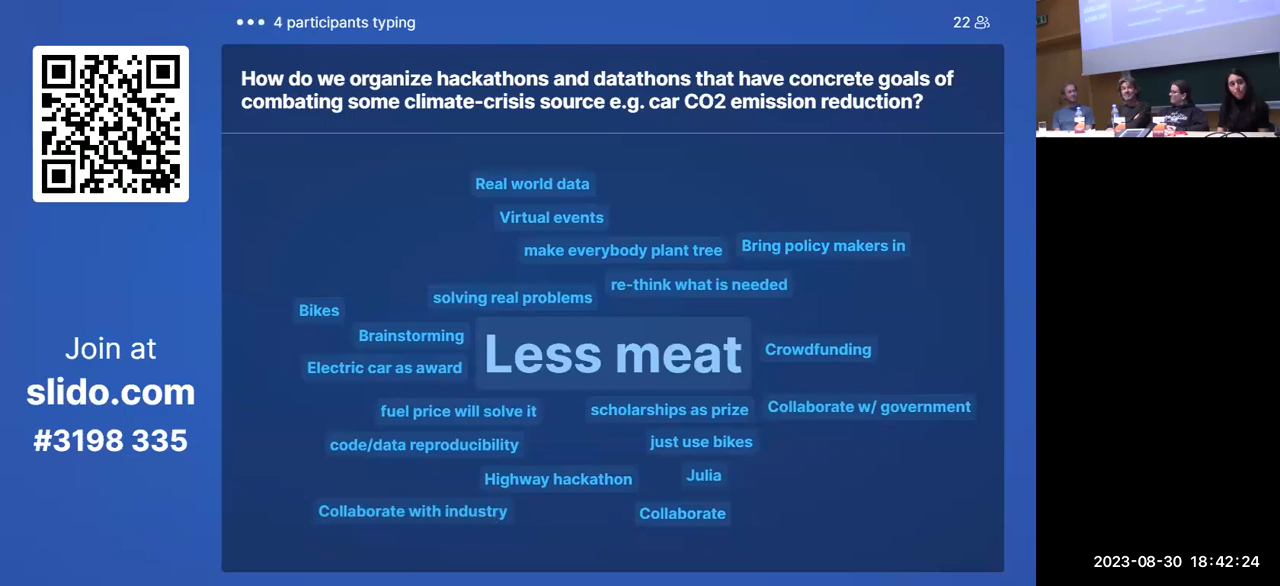 4 participants typing
22
How do we organize hackathons and datathons that have concrete goals of
combating some climate-crisis source e.g. car CO2 emission reduction?
Real world data
Virtual events
make everybody plant tree
Bring policy makers in
re-think what is needed
solving real problems
Bikes
Brainstorming
Less meat
Crowdfunding
Electric car as award
fuel price will solve it
scholarships as prize
Collaborate w/ government
code/data reproducibility
just use bikes
Highway hackathon
Julia
Collaborate with industry
Collaborate
Join at
slido.com
#3198 335
2023-08-30 18:42:24